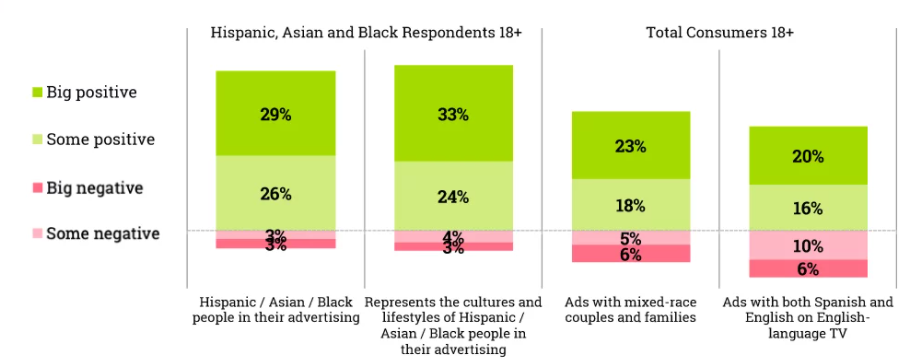 Hispanic, Asian and Black Respondents 18+
Total Consumers 18+
Big positive
Some positive
Big negative
Some negative
29%
26%
3%
3%
33%
24%
4%
3%
23%
18%
5%
6%
20%
16%
10%
6%
Hispanic / Asian / Black
people in their advertising
Represents the cultures and
lifestyles of Hispanic /
Asian / Black people in
their advertising
Ads with mixed-race
couples and families
Ads with both Spanish and
English on English-
language TV